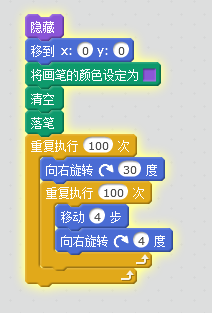 隐藏
移到 x: 0 y: 0
将画笔的颜色设定为
清空
落笔
重复执行 100 次
向右旋转 30 度
重复执行 100 次
移动 4 步
向右旋转 4 度